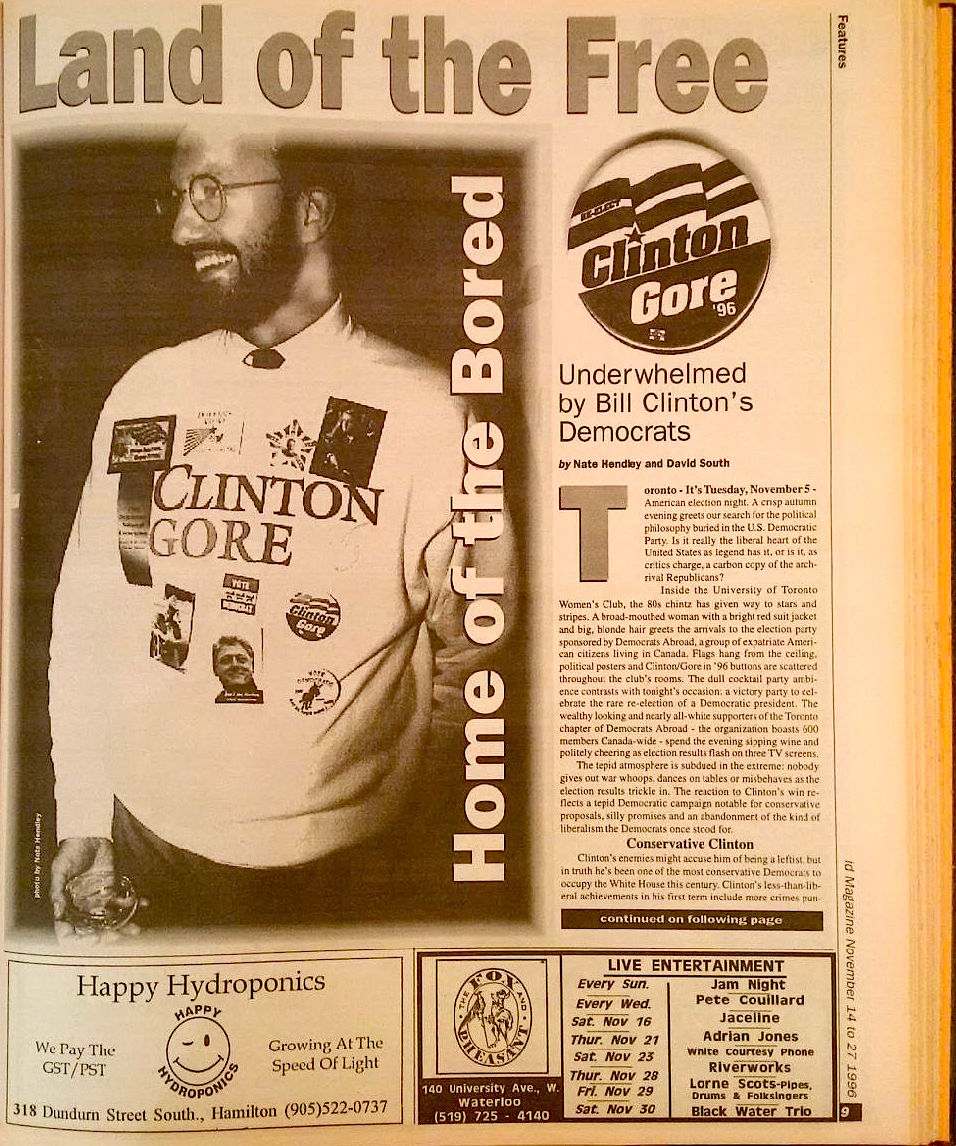 Land of the Free
Features
Home of the Bored
CLINTON
GORE
VOTE
Clinton
Gore
RE-ELECT
Clinton
Gore
'96
Underwhelmed
by Bill Clinton's
Democrats
by Nate Hendley and David South
Toronto - It's Tuesday, November 5 -
American election night. A crisp autumn
evening greets our search for the political
philosophy buried in the U.S. Democratic
Party. Is it really the liberal heart of the
United States as legend has it, or is it, as
critics charge, a carbon copy of the arch-
rival Republicans?
Inside the University of Toronto
Women's Club, the 80s chintz has given way to stars and
stripes. A broad-mouthed woman with a bright red suit jacket
and big, blonde hair greets the arrivals to the election party
sponsored by Democrats Abroad, a group of expatriate Ameri-
can citizens living in Canada. Flags hang from the ceiling,
political posters and Clinton/Gore in '96 buttons are scattered
throughout the club's rooms. The dull cocktail party ambi-
ence contrasts with tonight's occasion: a victory party to cel-
ebrate the rare re-election of a Democratic president. The
wealthy looking and nearly all-white supporters of the Toronto
chapter of Democrats Abroad - the organization boasts 600
members Canada-wide - spend the evening sipping wine and
politely cheering as election results flash on three TV screens.
The tepid atmosphere is subdued in the extreme: nobody
gives out war whoops, dances on tables or misbehaves as the
election results trickle in. The reaction to Clinton's win re-
flects a tepid Democratic campaign notable for conservative
proposals, silly promises and an abandonment of the kind of
liberalism the Democrats once stood for.
Conservative Clinton
Clinton's enemies might accuse him of being a leftist, but
in truth he's been one of the most conservative Democrats to
occupy the White House this century. Clinton's less-than-lib-
eral achievements in his first term include more crimes pun-
continued on following page
photo by Nate Hendley
id Magazine November 14 to 27 1996
9
Happy Hydroponics
HAPPY
HYDROPONICS
We Pay The
GST/PST
Growing At The
Speed Of Light
318 Dundurn Street South., Hamilton (905)522-0737
THE FOX AND
PHEASANT
140 University Ave., W.
Waterloo
(519) 725 - 4140
LIVE ENTERTAINMENT
Every Sun. Jam Night
Every Wed. Pete Couillard
Sat. Nov 16 Jaceline
Thur. Nov 21 Adrian Jones
Sat. Nov 23 White Courtesy Phone
Thur. Nov 28 Riverworks
Fri. Nov 29 Lorne Scots-Pipes,
Drums & Folksingers
Sat. Nov 30 Black Water Trio